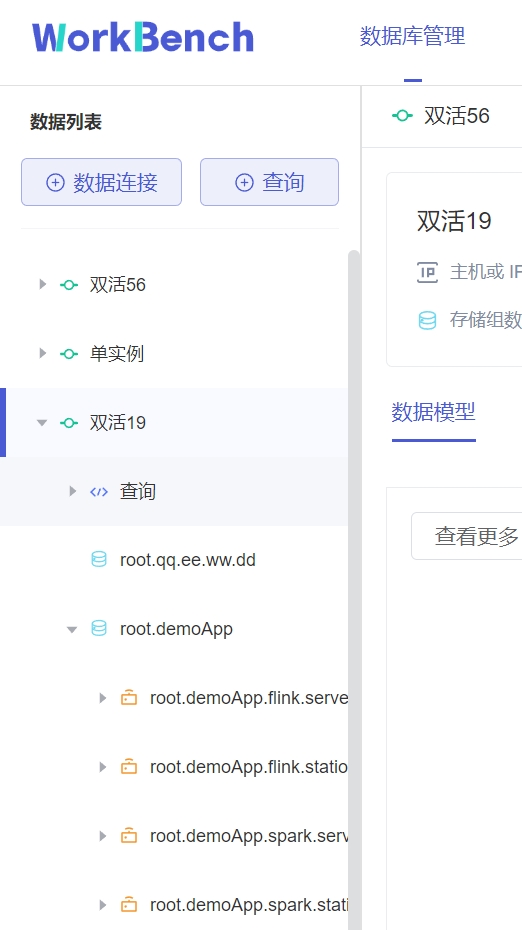 WorkBench
数据库管理
数据列表
数据连接
查询
双活56
单实例
双活19
查询
root.qq.ee.ww.dd
root.demoApp
root.demoApp.flink.serve
root.demoApp.flink.statio
root.demoApp.spark.serv
root.demoApp.spark.stati
双活56
双活19
IP
主机或 IP
存储组数
数据模型
查看更多